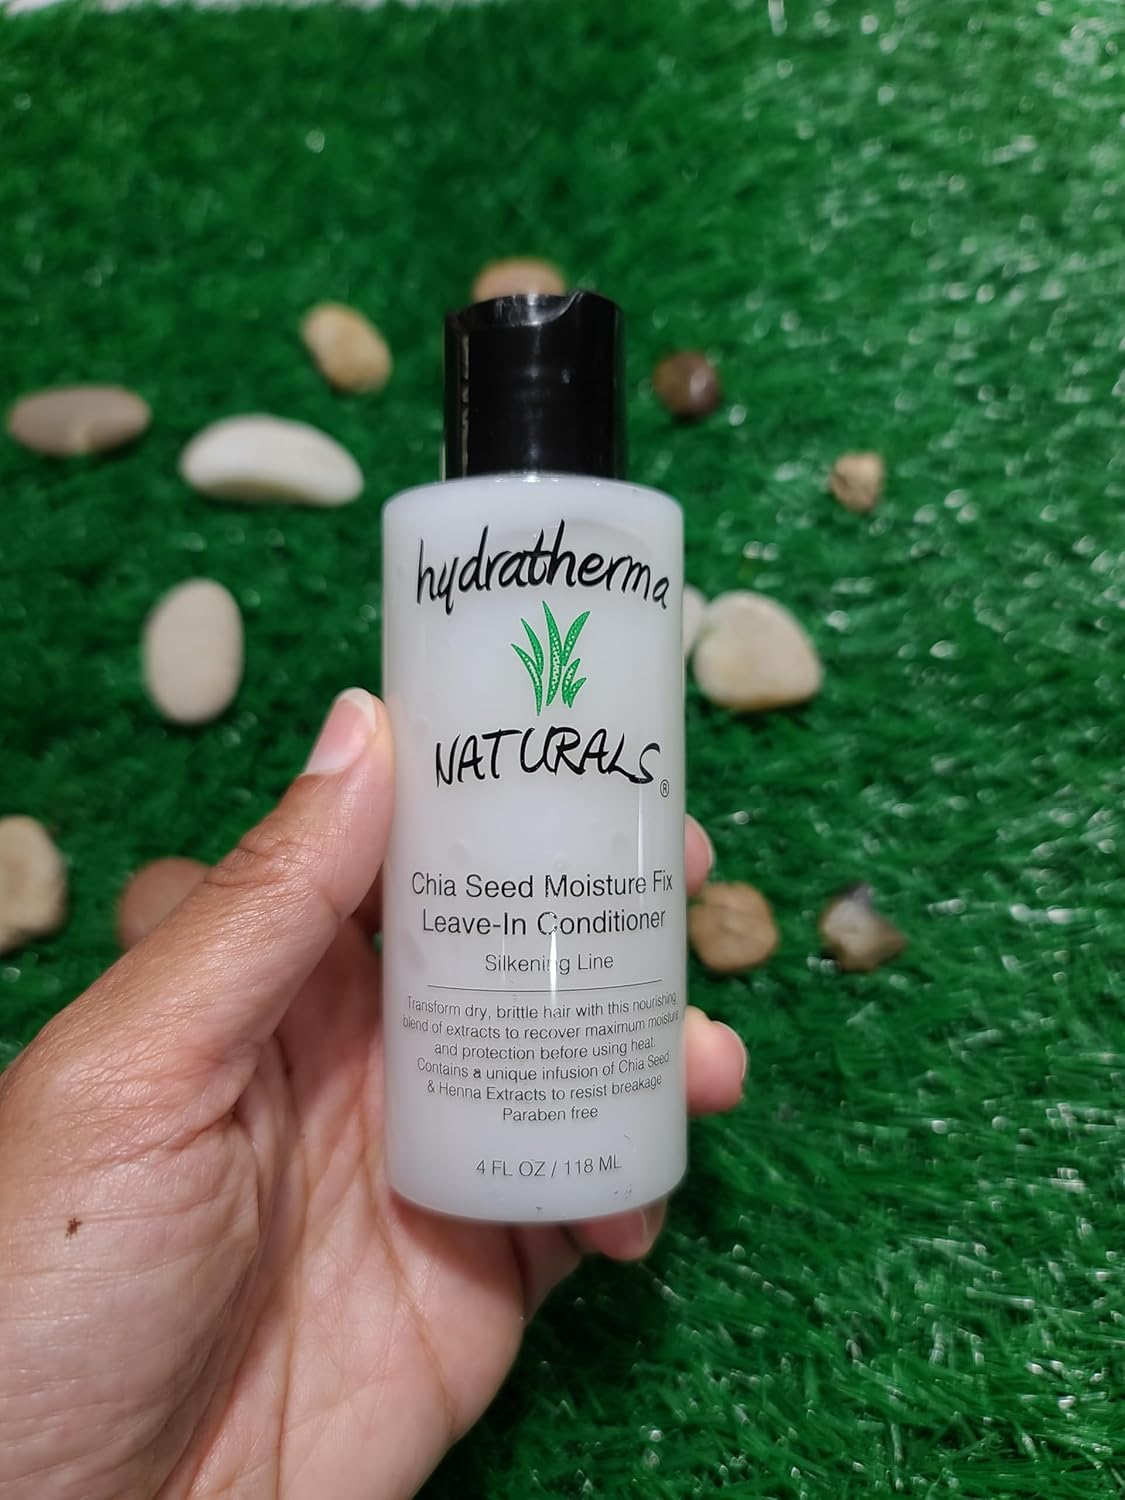 hydratherma
NATURALS®
Chia Seed Moisture Fix
Leave-In Conditioner
Silkening Line
Transform dry, brittle hair with this nourishing
blend of extracts to recover maximum moisture
and protection before using heat.
Contains a unique infusion of Chia Seed
& Henna Extracts to resist breakage
Paraben free
4 FL OZ / 118 ML